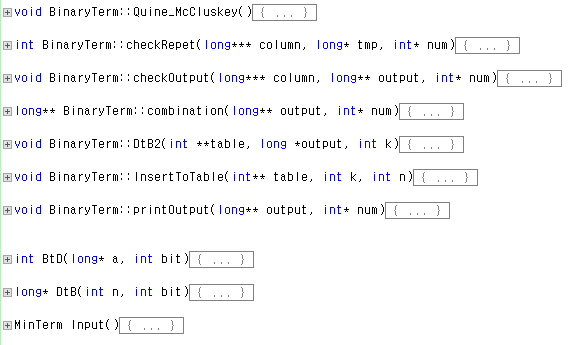 void BinaryTerm::Quine_McCluskey(){ ... }
int BinaryTerm::checkRepet(long*** column, long* tmp, int* num){ ... }
void BinaryTerm::checkOutput(long*** column, long** output, int* num){ ... }
long** BinaryTerm::combination(long** output, int* num){ ... }
void BinaryTerm::DtB2(int **table, long *output, int k){ ... }
void BinaryTerm::InsertToTable(int** table, int k, int n){ ... }
void BinaryTerm::printOutput(long** output, int* num){ ... }
int BtD(long* a, int bit){ ... }
long* DtB(int n, int bit){ ... }
MinTerm Input(){ ... }